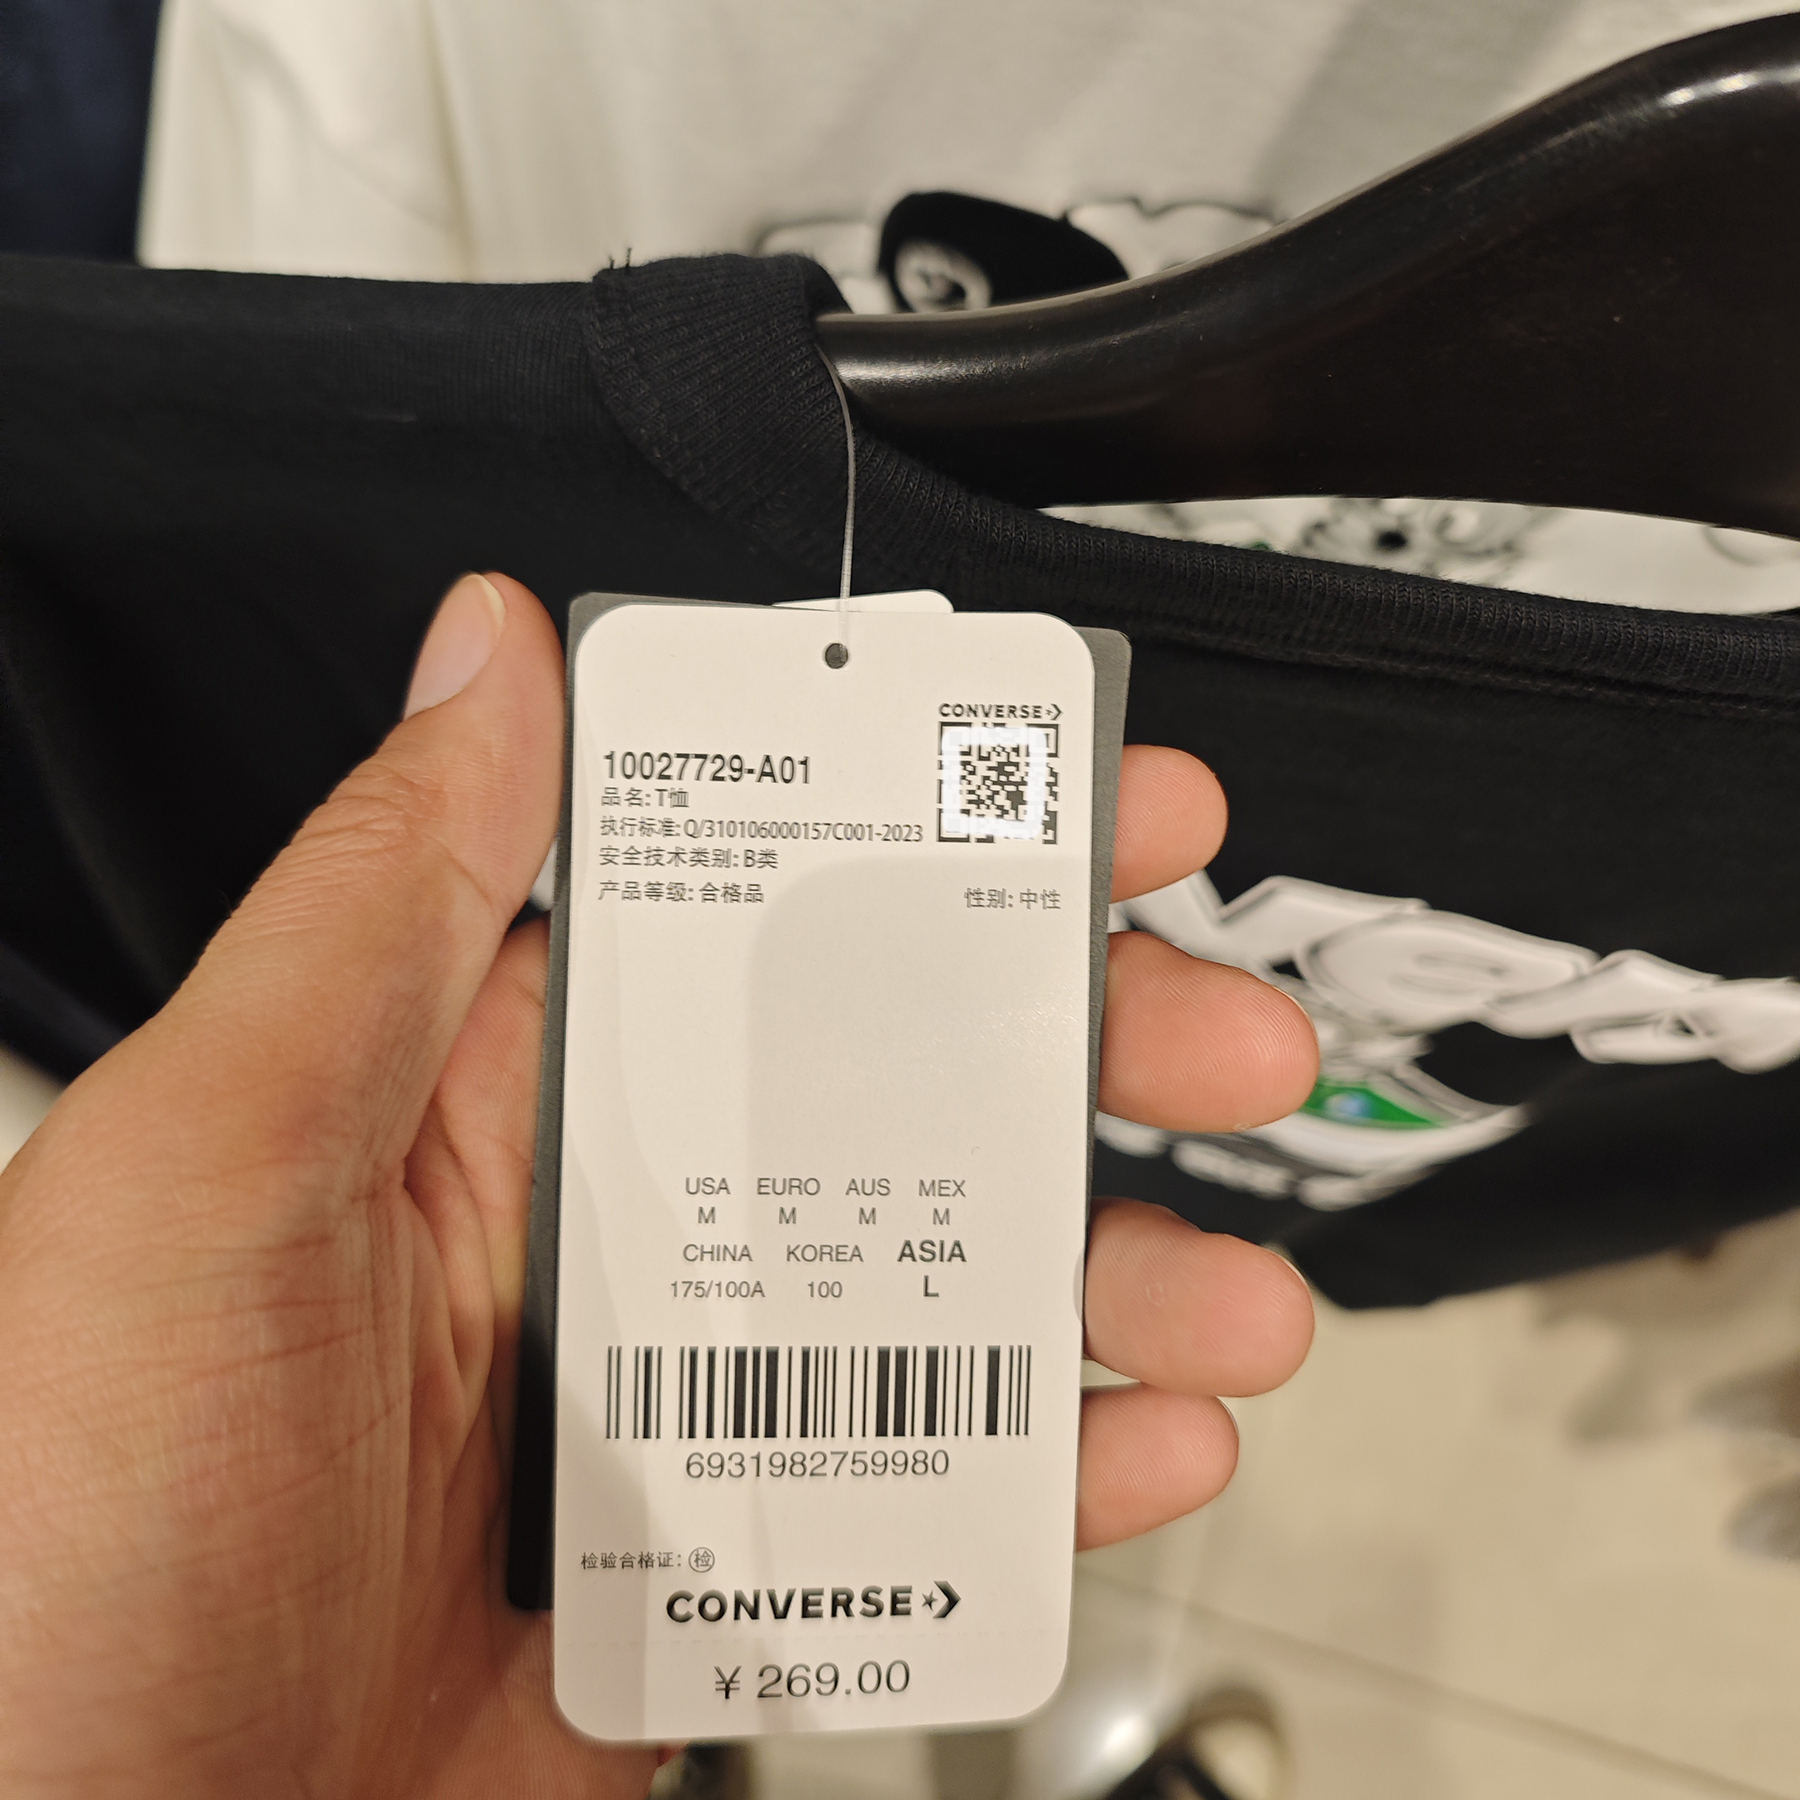 CONVERSE
10027729-A01
品名: T恤
执行标准: Q/310106000157C001-2023
安全技术类别: B类
产品等级: 合格品 性别: 中性
USA EURO AUS MEX
M M M M
CHINA KOREA ASIA
175/100A 100 L
6931982759980
检验合格证: 检
CONVERSE
¥ 269.00